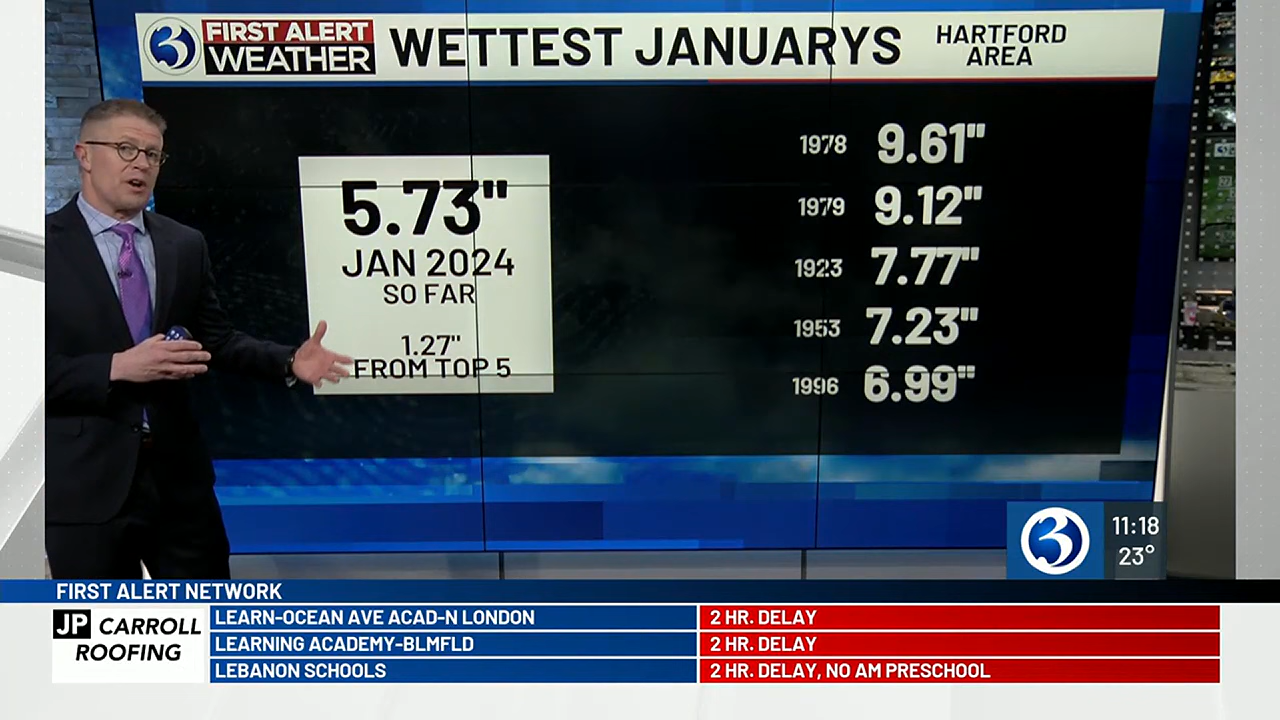 3 FIRST ALERT WEATHER
WETTEST JANUARYS
HARTFORD
AREA
5.73"
JAN 2024
SO FAR
1.27"
FROM TOP 5
1978 9.61"
1979 9.12"
1923 7.77"
1953 7.23"
1996 6.99"
3
11:18
23°
FIRST ALERT NETWORK
JP CARROLL
ROOFING
LEARN-OCEAN AVE ACAD-N LONDON 2 HR. DELAY
LEARNING ACADEMY-BLMFLD 2 HR. DELAY
LEBANON SCHOOLS 2 HR. DELAY, NO AM PRESCHOOL